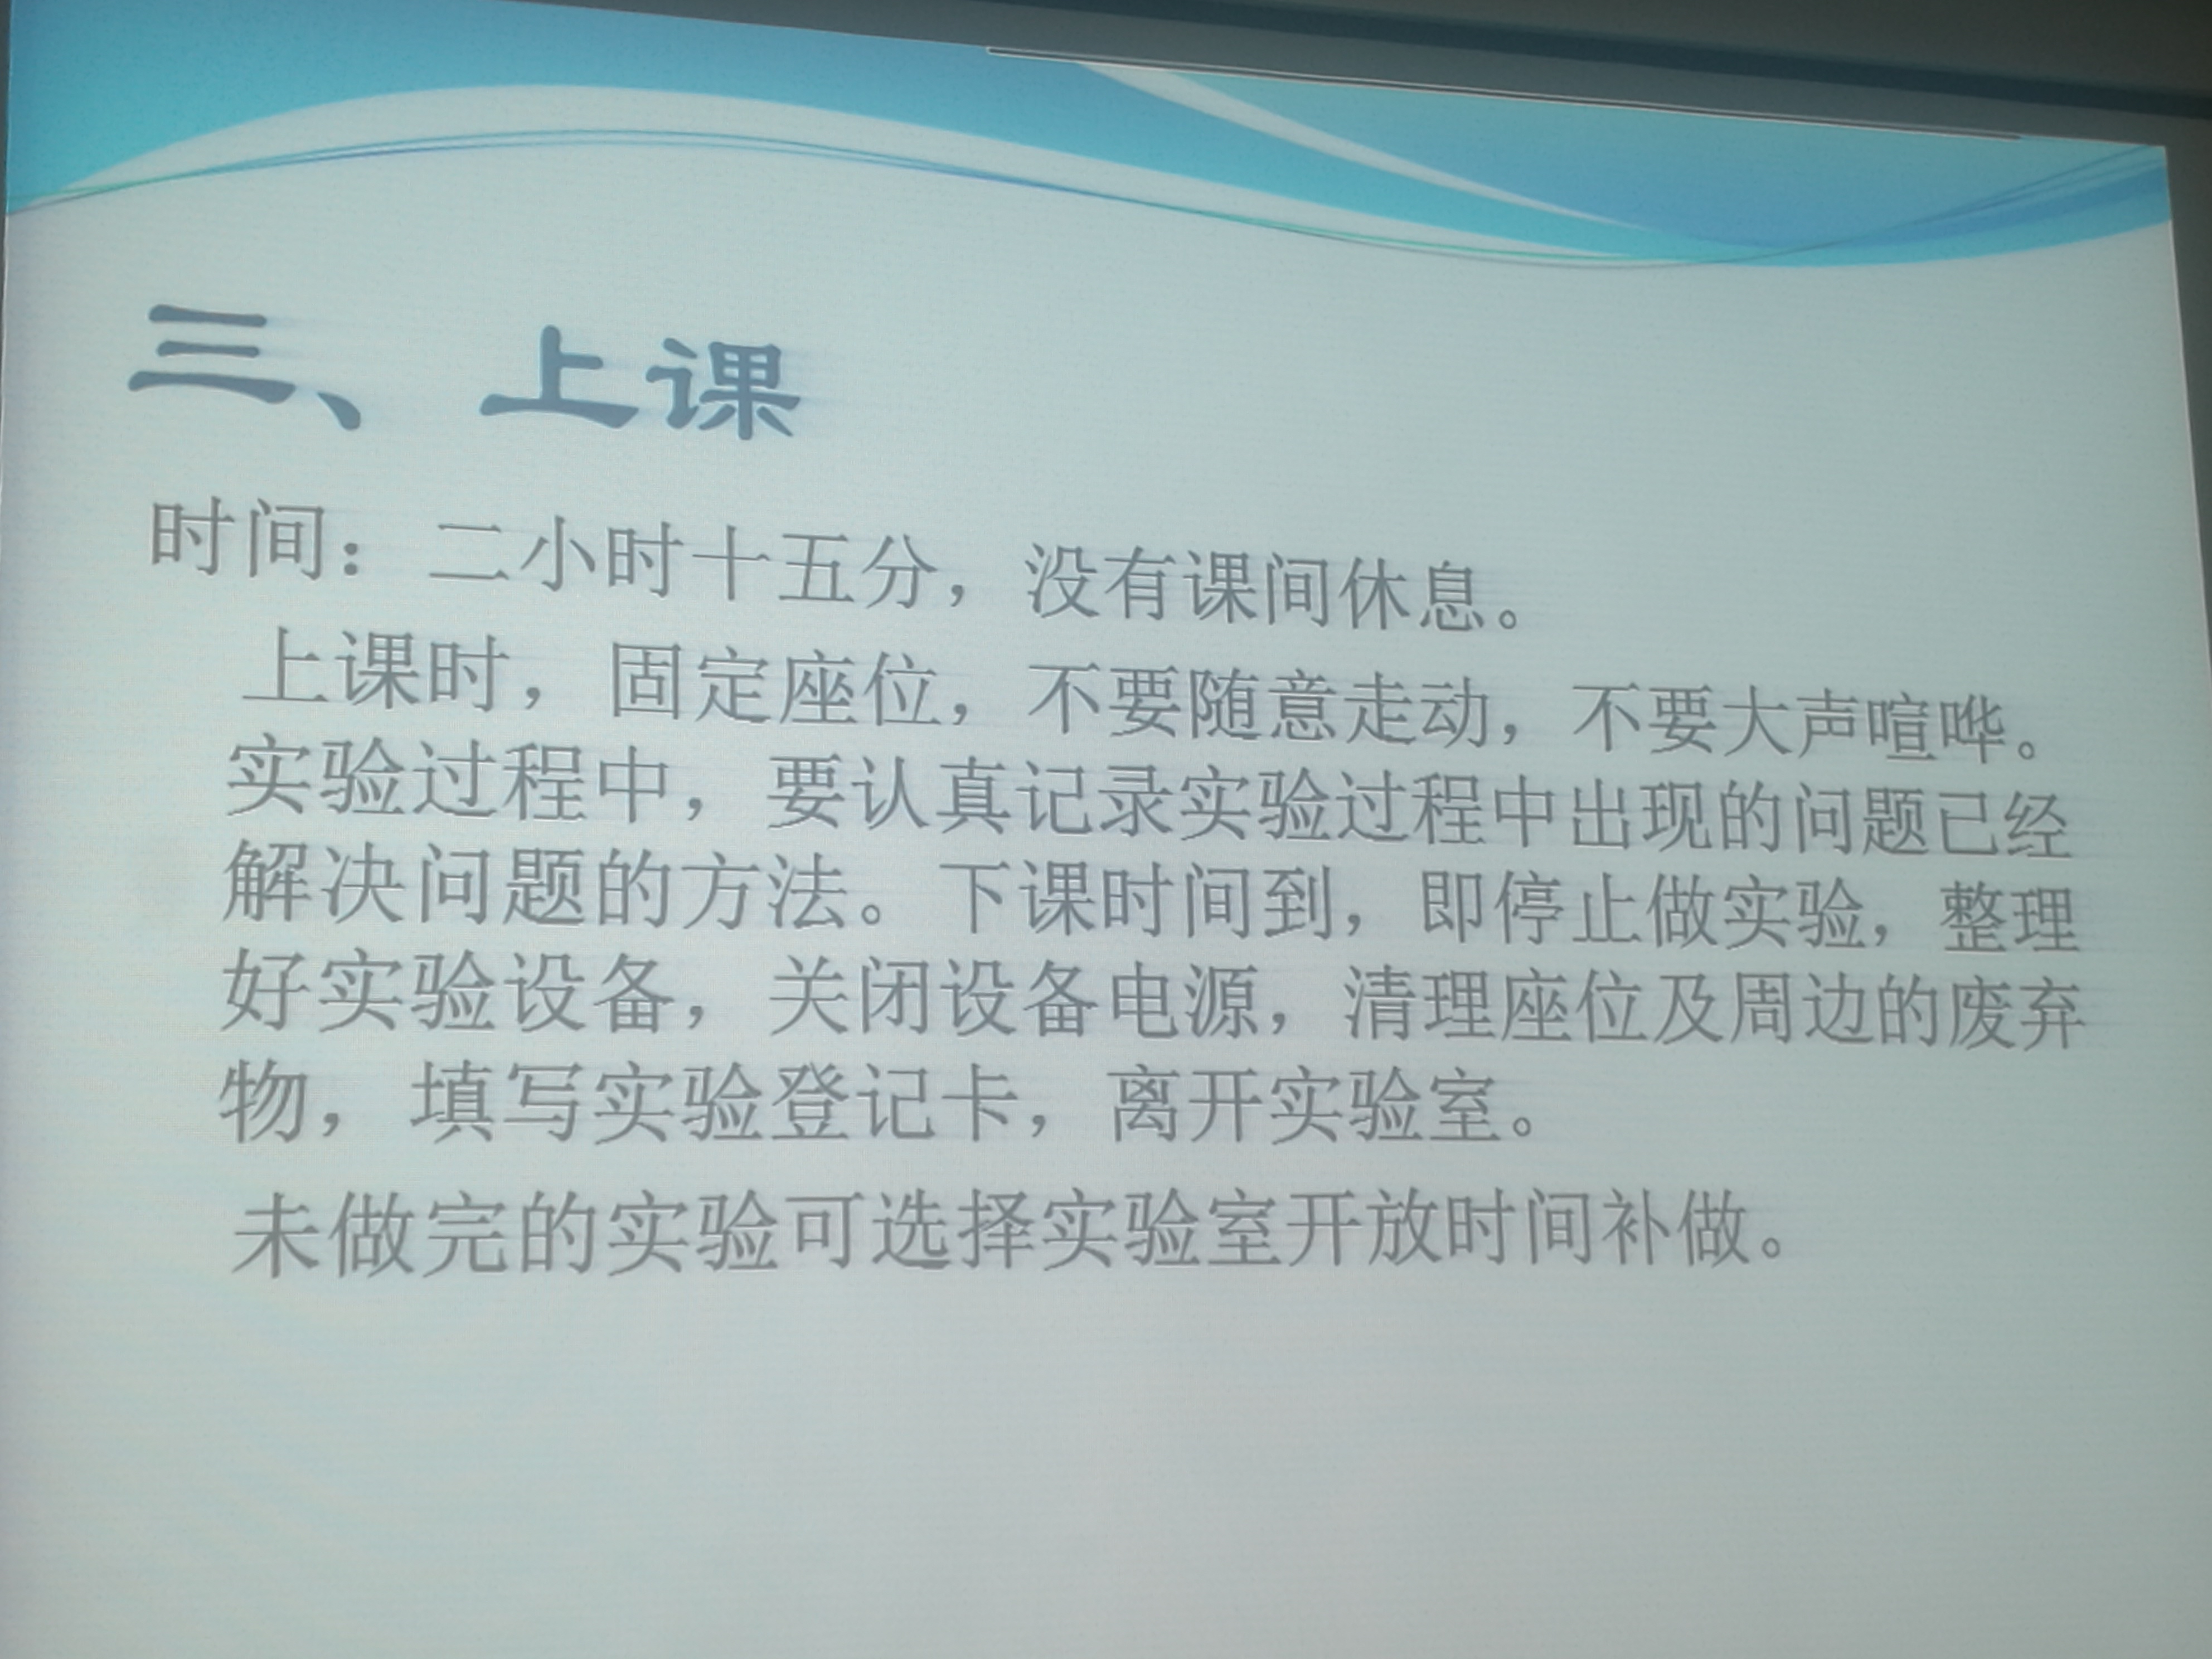 三、 上课
时间：二小时十五分，没有课间休息。
上课时，固定座位，不要随意走动，不要大声喧哗。
实验过程中，要认真记录实验过程中出现的问题已经
解决问题的方法。下课时间到，即停止做实验，整理
好实验设备，关闭设备电源，清理座位及周边的废弃
物，填写实验登记卡，离开实验室。
未做完的实验可选择实验室开放时间补做。